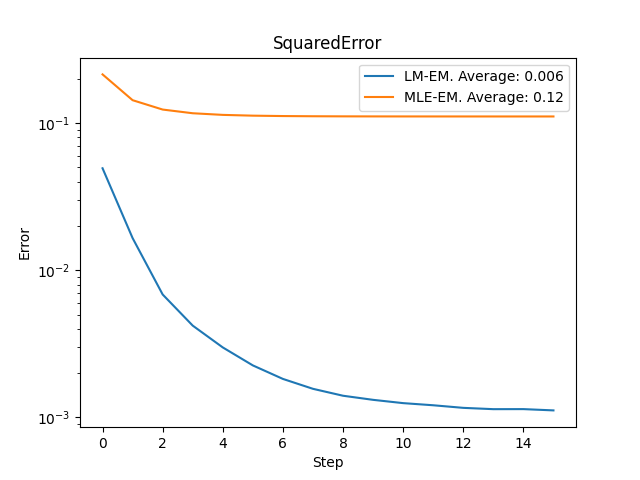 SquaredError
LM-EM. Average: 0.006
MLE-EM. Average: 0.12
10⁻¹
10⁻²
10⁻³
Error
0 2 4 6 8 10 12 14
Step